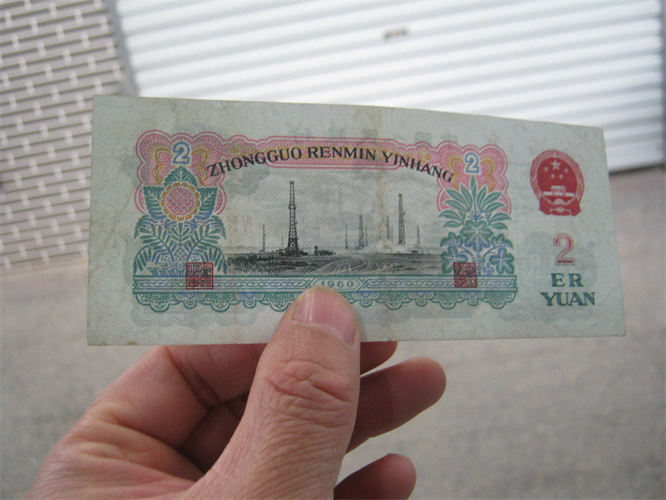 2
ZHONGGUO RENMIN YINHANG
2
1960
2
ER
YUAN